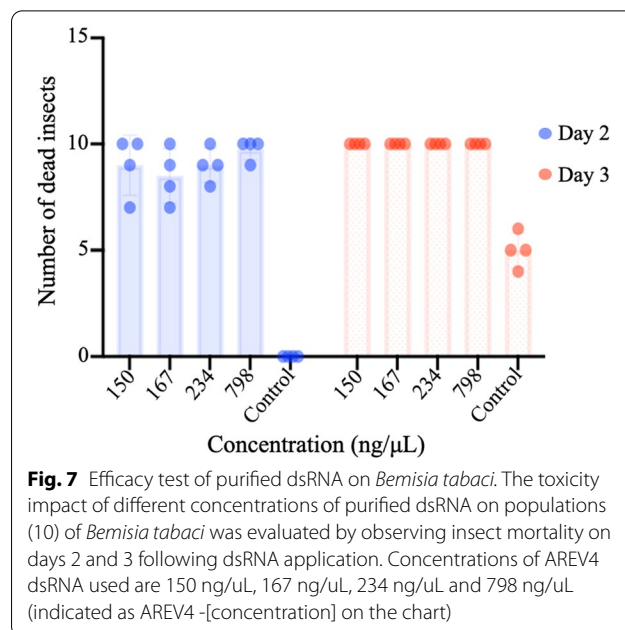 15
10
5
0
Number of dead insects
Day 2
Day 3
150
167
234
798
Control
150
167
234
798
Control
Concentration (ng/μL)
Fig. 7 Efficacy test of purified dsRNA on Bemisia tabaci. The toxicity
impact of different concentrations of purified dsRNA on populations
(10) of Bemisia tabaci was evaluated by observing insect mortality on
days 2 and 3 following dsRNA application. Concentrations of AREV4
dsRNA used are 150 ng/uL, 167 ng/uL, 234 ng/uL and 798 ng/uL
(indicated as AREV4 -[concentration] on the chart)